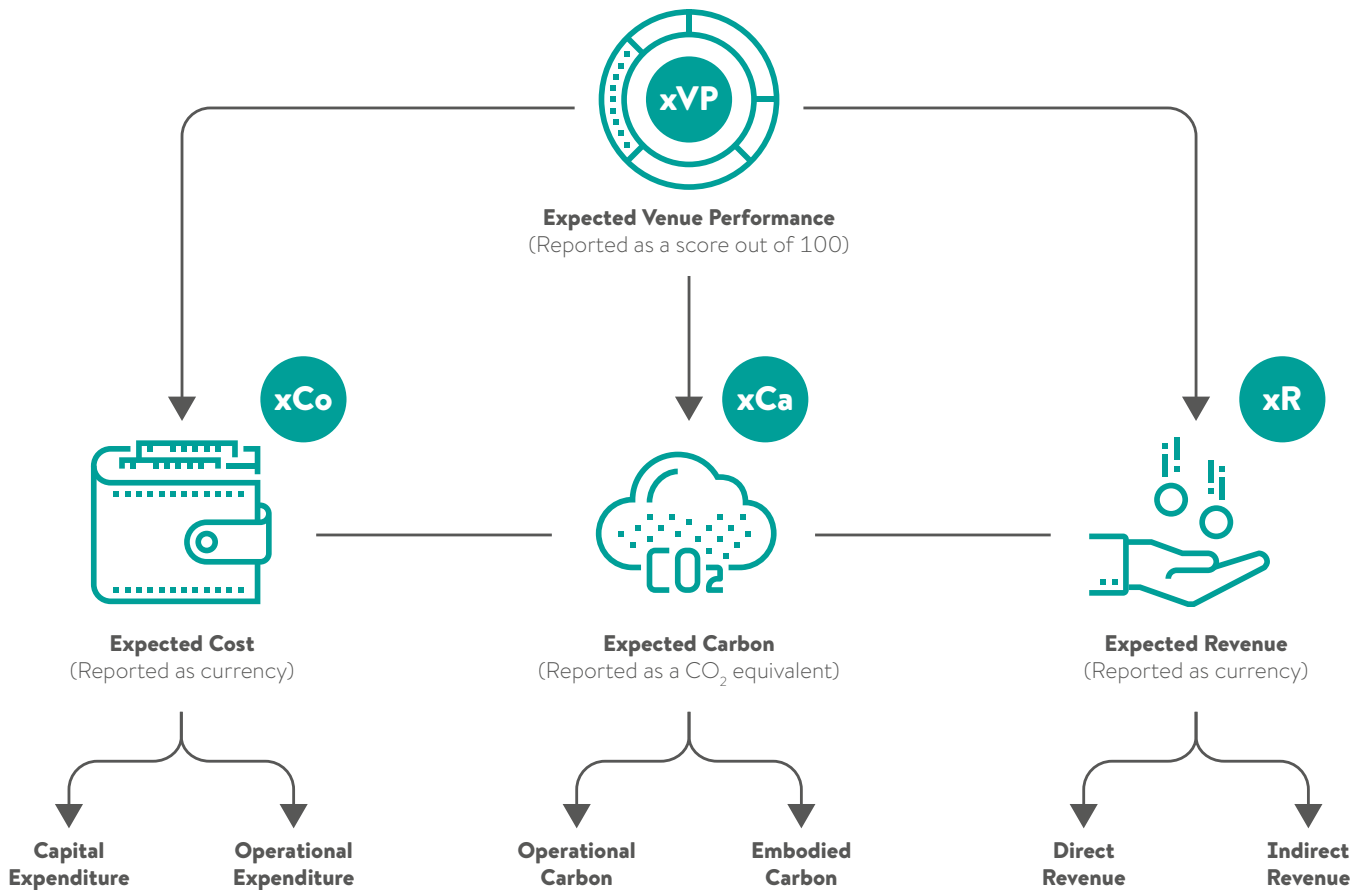 xVP
Expected Venue Performance
(Reported as a score out of 100)
xCo
xCa
xR
CO2
Expected Cost
(Reported as currency)
Expected Carbon
(Reported as a CO₂ equivalent)
Expected Revenue
(Reported as currency)
Capital
Expenditure
Operational
Expenditure
Operational
Carbon
Embodied
Carbon
Direct
Revenue
Indirect
Revenue